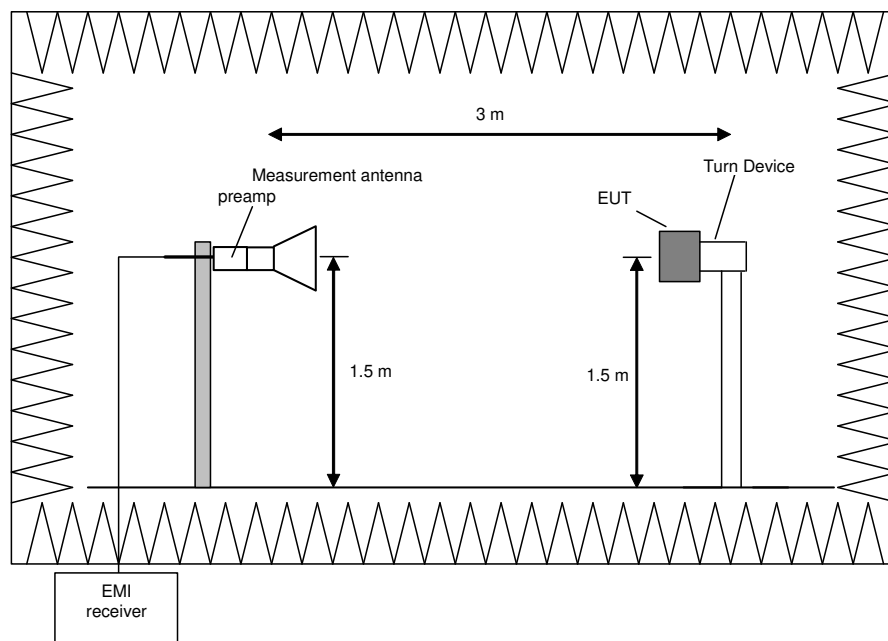 3 m
Measurement antenna
preamp
Turn Device
EUT
1.5 m
1.5 m
EMI
receiver